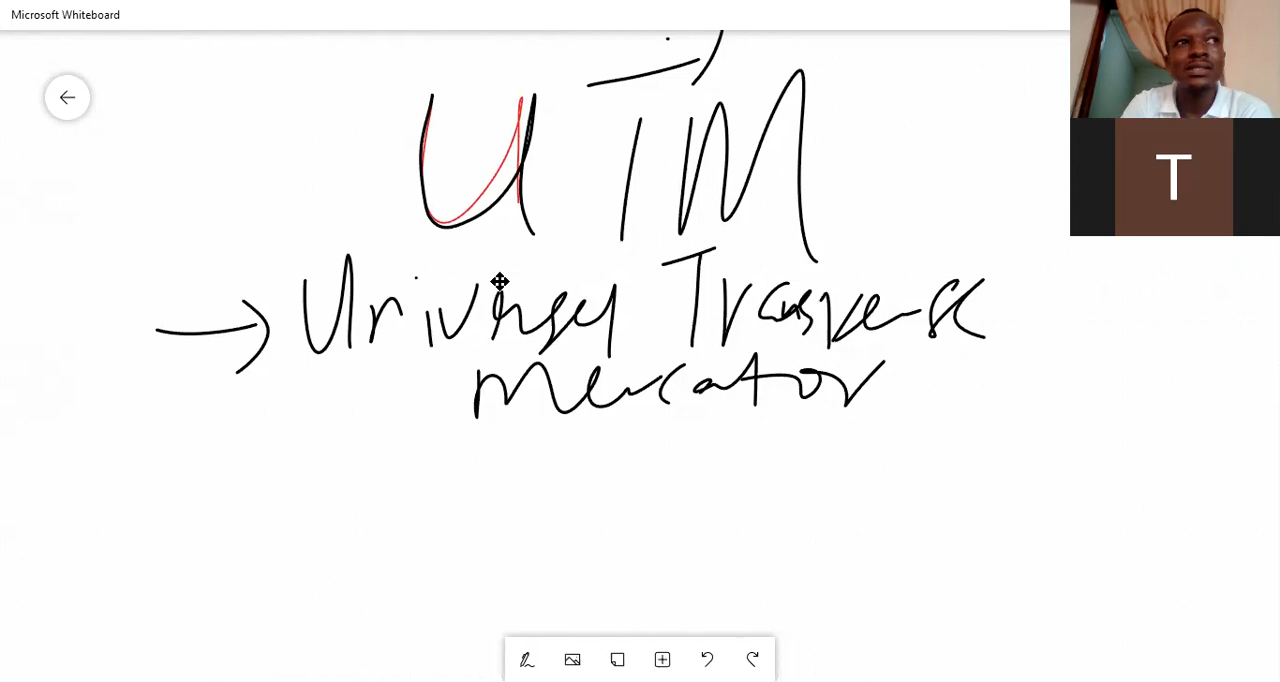 Microsoft Whiteboard
UTM
T
→ Universal Transverse
Mercator